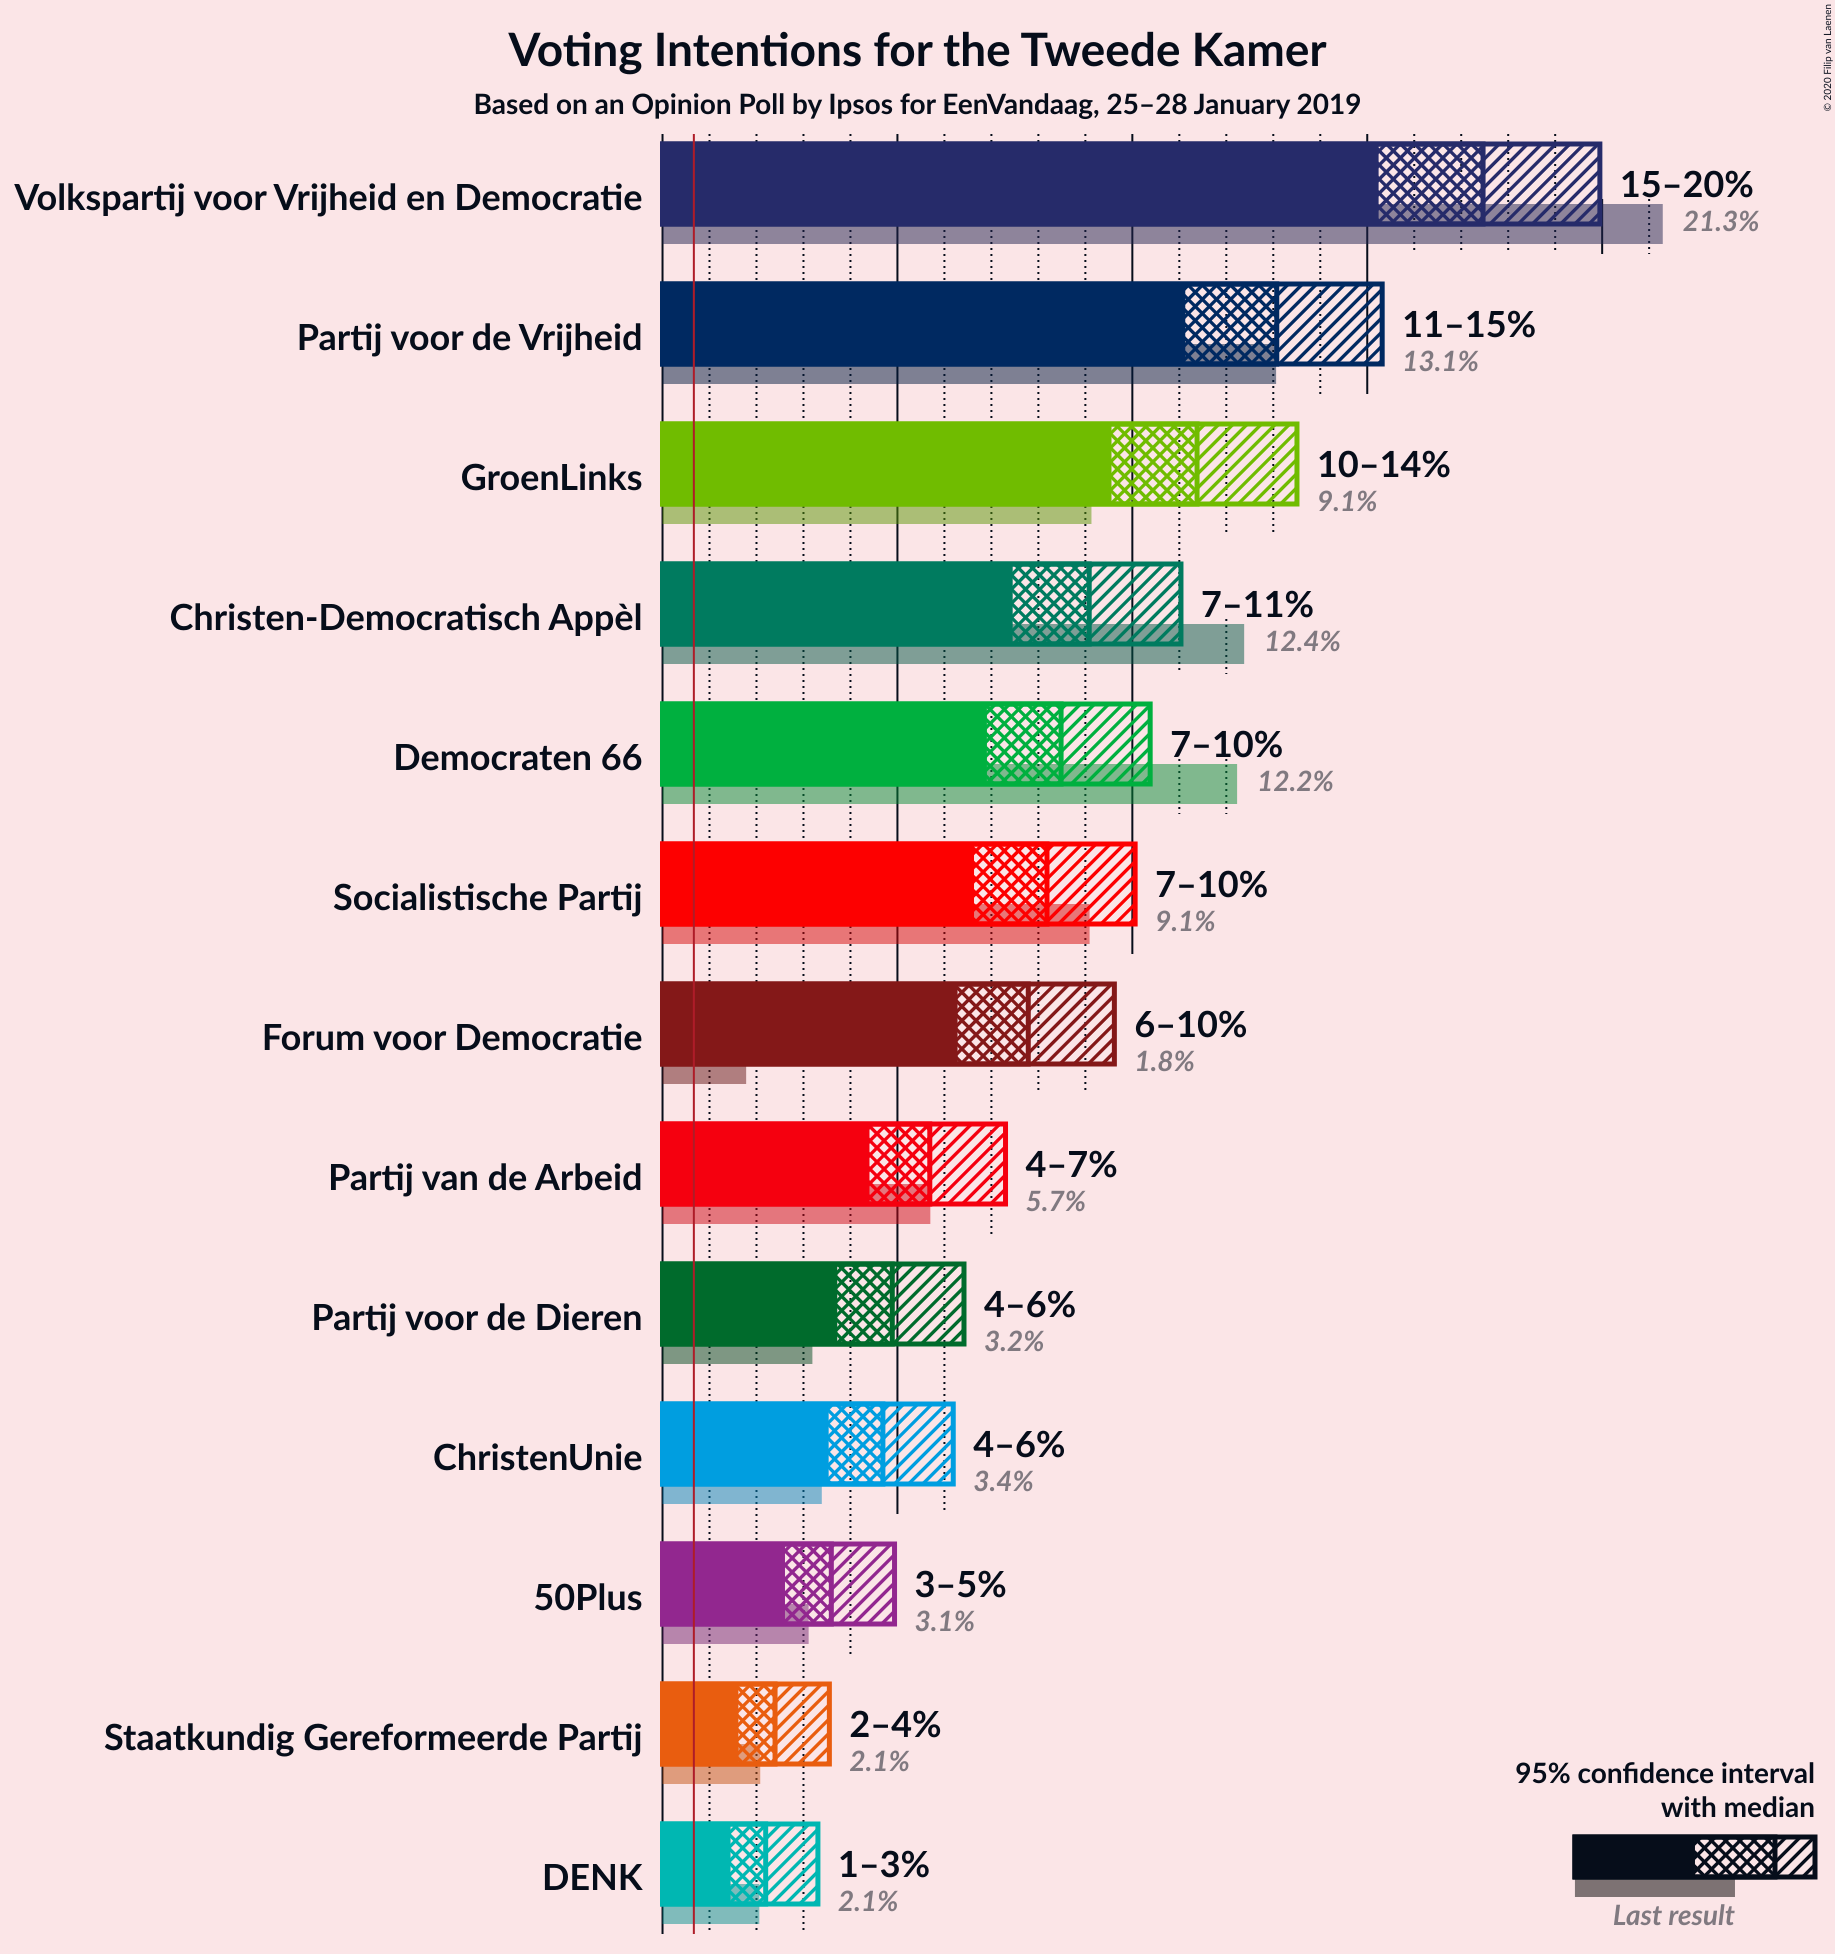 Voting Intentions for the Tweede Kamer
Based on an Opinion Poll by Ipsos for EenVandaag, 25–28 January 2019
© 2020 Filip van Laenen
Volkspartij voor Vrijheid en Democratie
15–20%
21.3%
Partij voor de Vrijheid
11–15%
13.1%
GroenLinks
10–14%
9.1%
Christen-Democratisch Appèl
7–11%
12.4%
Democraten 66
7–10%
12.2%
Socialistische Partij
7–10%
9.1%
Forum voor Democratie
6–10%
1.8%
Partij van de Arbeid
4–7%
5.7%
Partij voor de Dieren
4–6%
3.2%
ChristenUnie
4–6%
3.4%
50Plus
3–5%
3.1%
Staatkundig Gereformeerde Partij
2–4%
2.1%
DENK
1–3%
2.1%
95% confidence interval
with median
Last result